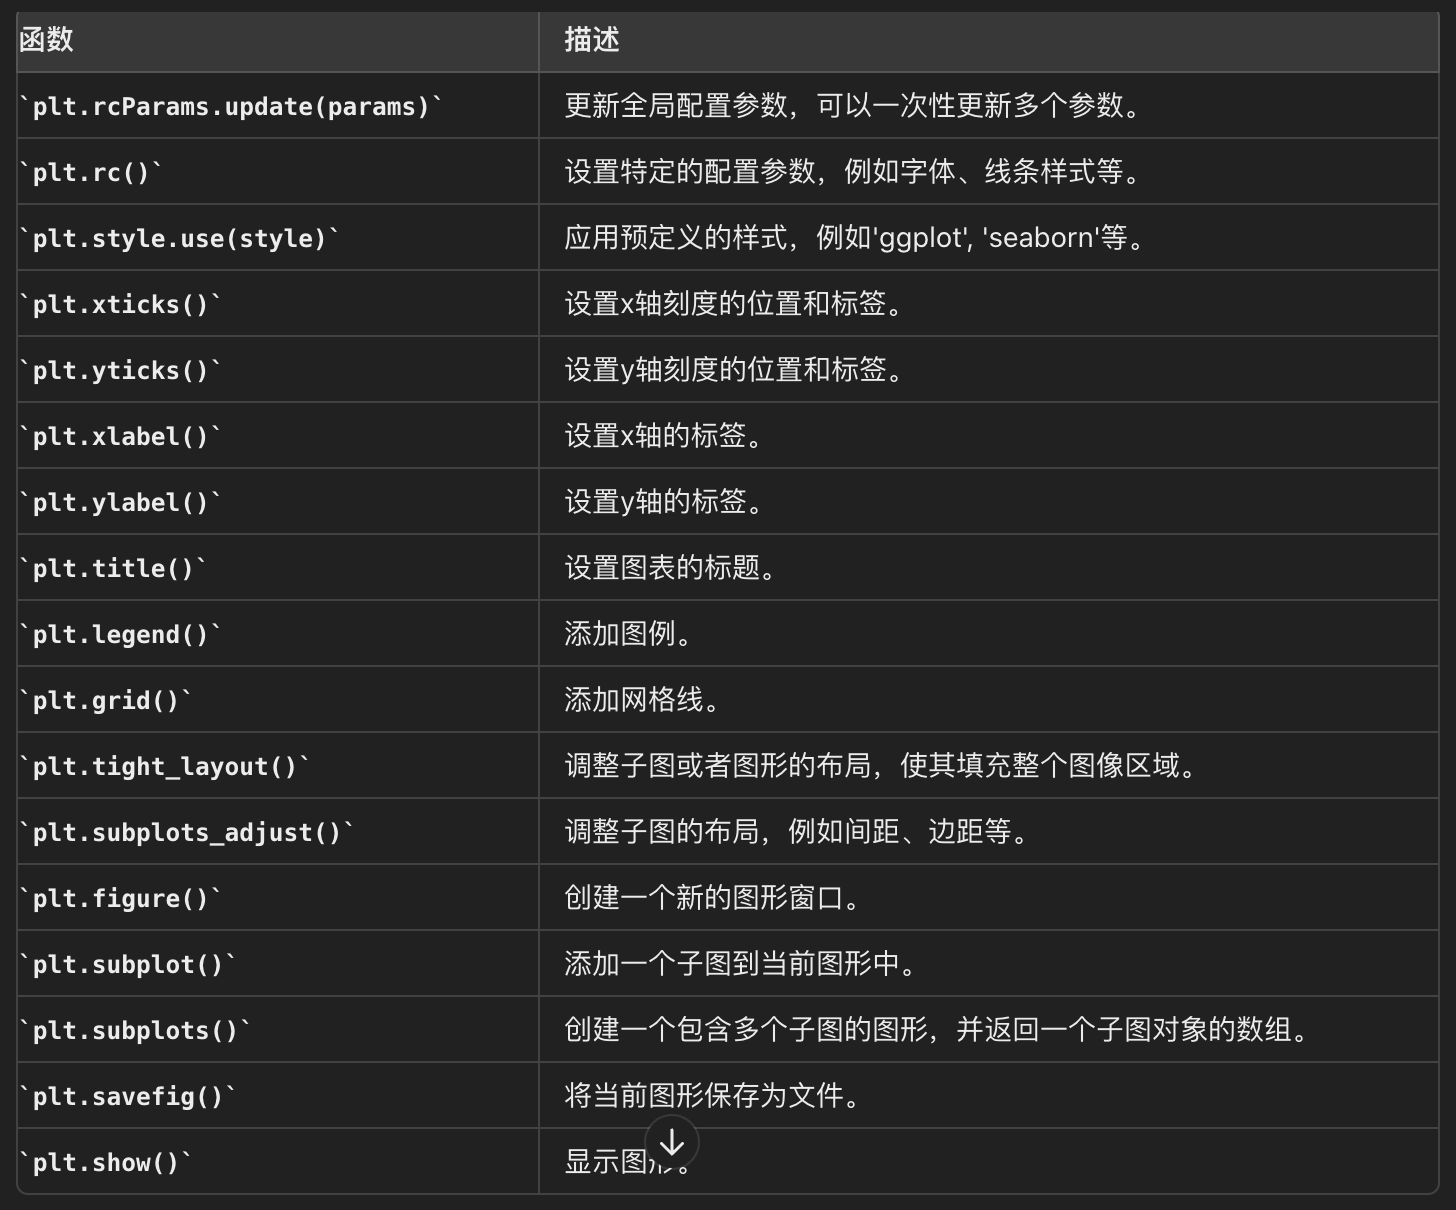 函数 描述
`plt.rcParams.update(params)` 更新全局配置参数，可以一次性更新多个参数。
`plt.rc()` 设置特定的配置参数，例如字体、线条样式等。
`plt.style.use(style)` 应用预定义的样式，例如'ggplot', 'seaborn'等。
`plt.xticks()` 设置x轴刻度的位置和标签。
`plt.yticks()` 设置y轴刻度的位置和标签。
`plt.xlabel()` 设置x轴的标签。
`plt.ylabel()` 设置y轴的标签。
`plt.title()` 设置图表的标题。
`plt.legend()` 添加图例。
`plt.grid()` 添加网格线。
`plt.tight_layout()` 调整子图或者图形的布局，使其填充整个图像区域。
`plt.subplots_adjust()` 调整子图的布局，例如间距、边距等。
`plt.figure()` 创建一个新的图形窗口。
`plt.subplot()` 添加一个子图到当前图形中。
`plt.subplots()` 创建一个包含多个子图的图形，并返回一个子图对象的数组。
`plt.savefig()` 将当前图形保存为文件。
`plt.show()` 显示图形。